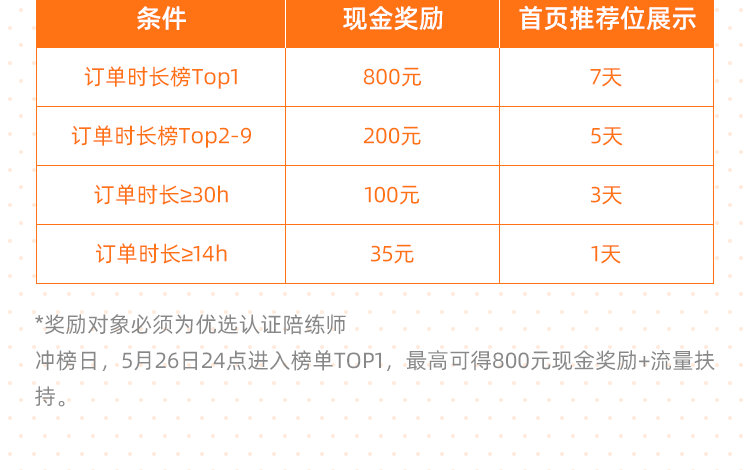 条件 现金奖励 首页推荐位展示
订单时长榜Top1 800元 7天
订单时长榜Top2-9 200元 5天
订单时长≥30h 100元 3天
订单时长≥14h 35元 1天
*奖励对象必须为优选认证陪练师
冲榜日，5月26日24点进入榜单TOP1，最高可得800元现金奖励+流量扶
持。